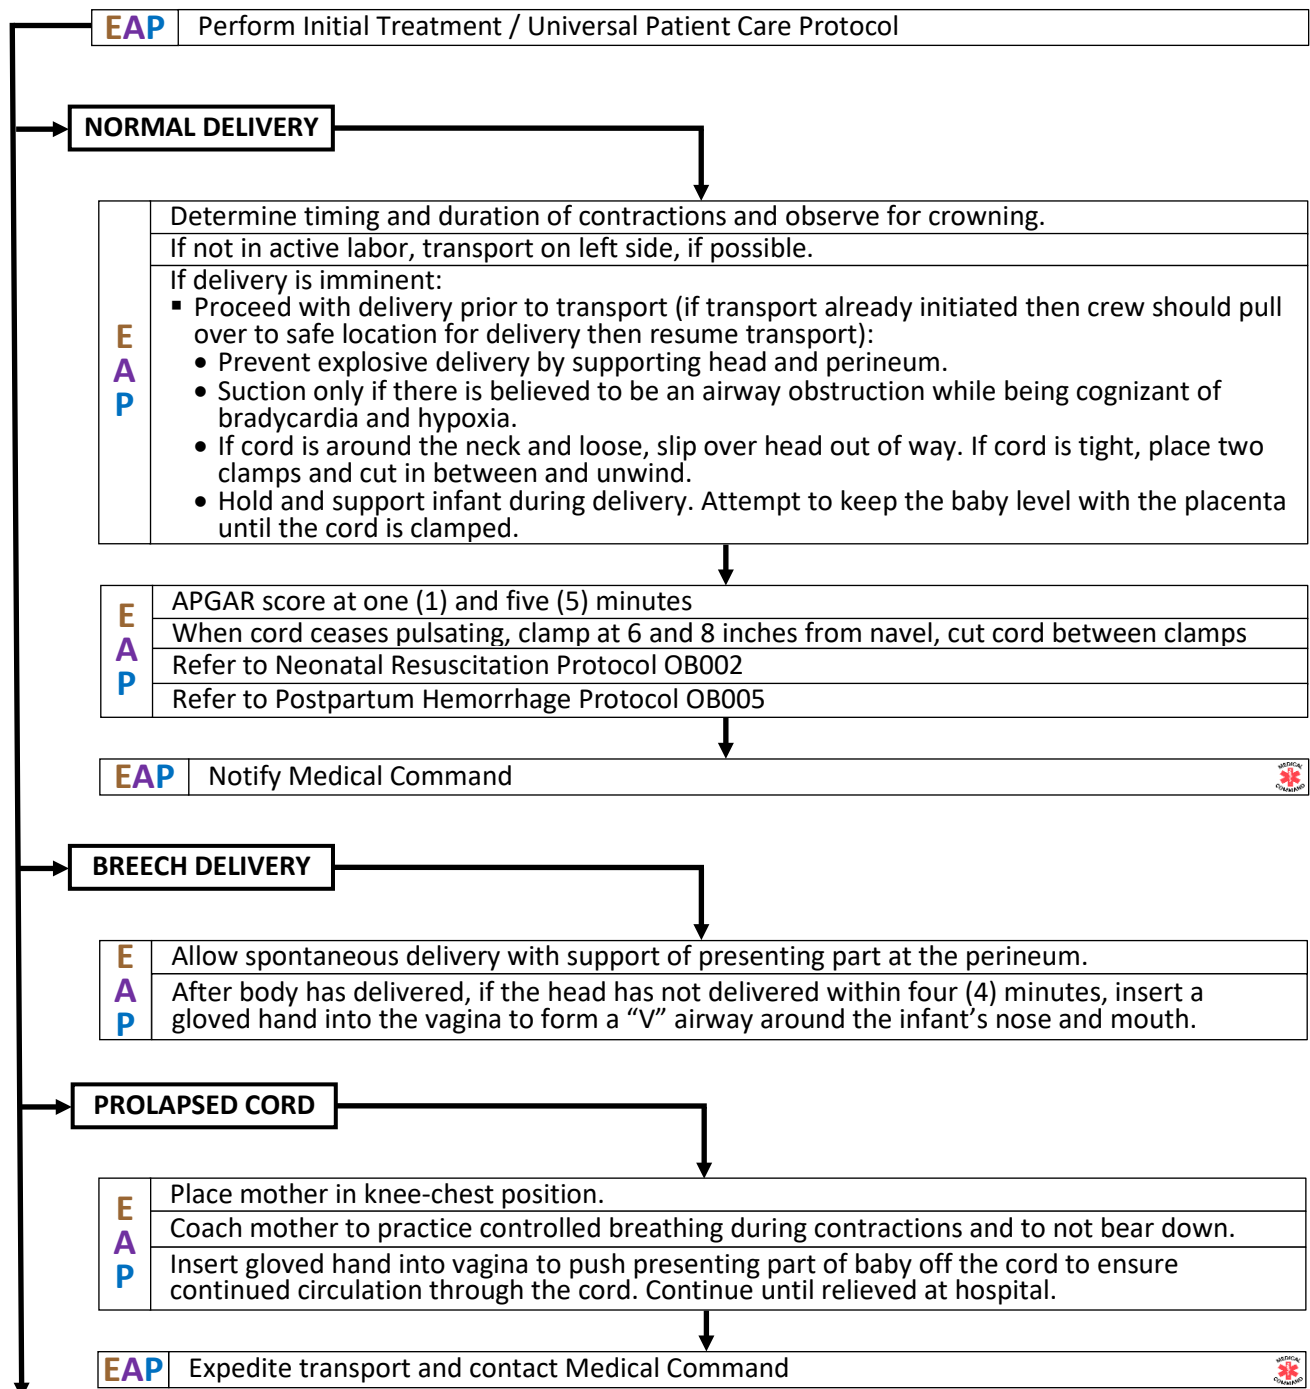 EAP Perform Initial Treatment / Universal Patient Care Protocol
NORMAL DELIVERY
E
A
P
Determine timing and duration of contractions and observe for crowning.
If not in active labor, transport on left side, if possible.
If delivery is imminent:
▪ Proceed with delivery prior to transport (if transport already initiated then crew should pull
over to safe location for delivery then resume transport):
• Prevent explosive delivery by supporting head and perineum.
• Suction only if there is believed to be an airway obstruction while being cognizant of
bradycardia and hypoxia.
• If cord is around the neck and loose, slip over head out of way. If cord is tight, place two
clamps and cut in between and unwind.
• Hold and support infant during delivery. Attempt to keep the baby level with the placenta
until the cord is clamped.
E
A
P
APGAR score at one (1) and five (5) minutes
When cord ceases pulsating, clamp at 6 and 8 inches from navel, cut cord between clamps
Refer to Neonatal Resuscitation Protocol OB002
Refer to Postpartum Hemorrhage Protocol OB005
EAP Notify Medical Command
MEDICAL
COMMAND
BREECH DELIVERY
E
A
P
Allow spontaneous delivery with support of presenting part at the perineum.
After body has delivered, if the head has not delivered within four (4) minutes, insert a
gloved hand into the vagina to form a “V” airway around the infant’s nose and mouth.
PROLAPSED CORD
E
A
P
Place mother in knee-chest position.
Coach mother to practice controlled breathing during contractions and to not bear down.
Insert gloved hand into vagina to push presenting part of baby off the cord to ensure
continued circulation through the cord. Continue until relieved at hospital.
EAP Expedite transport and contact Medical Command
MEDICAL
COMMAND